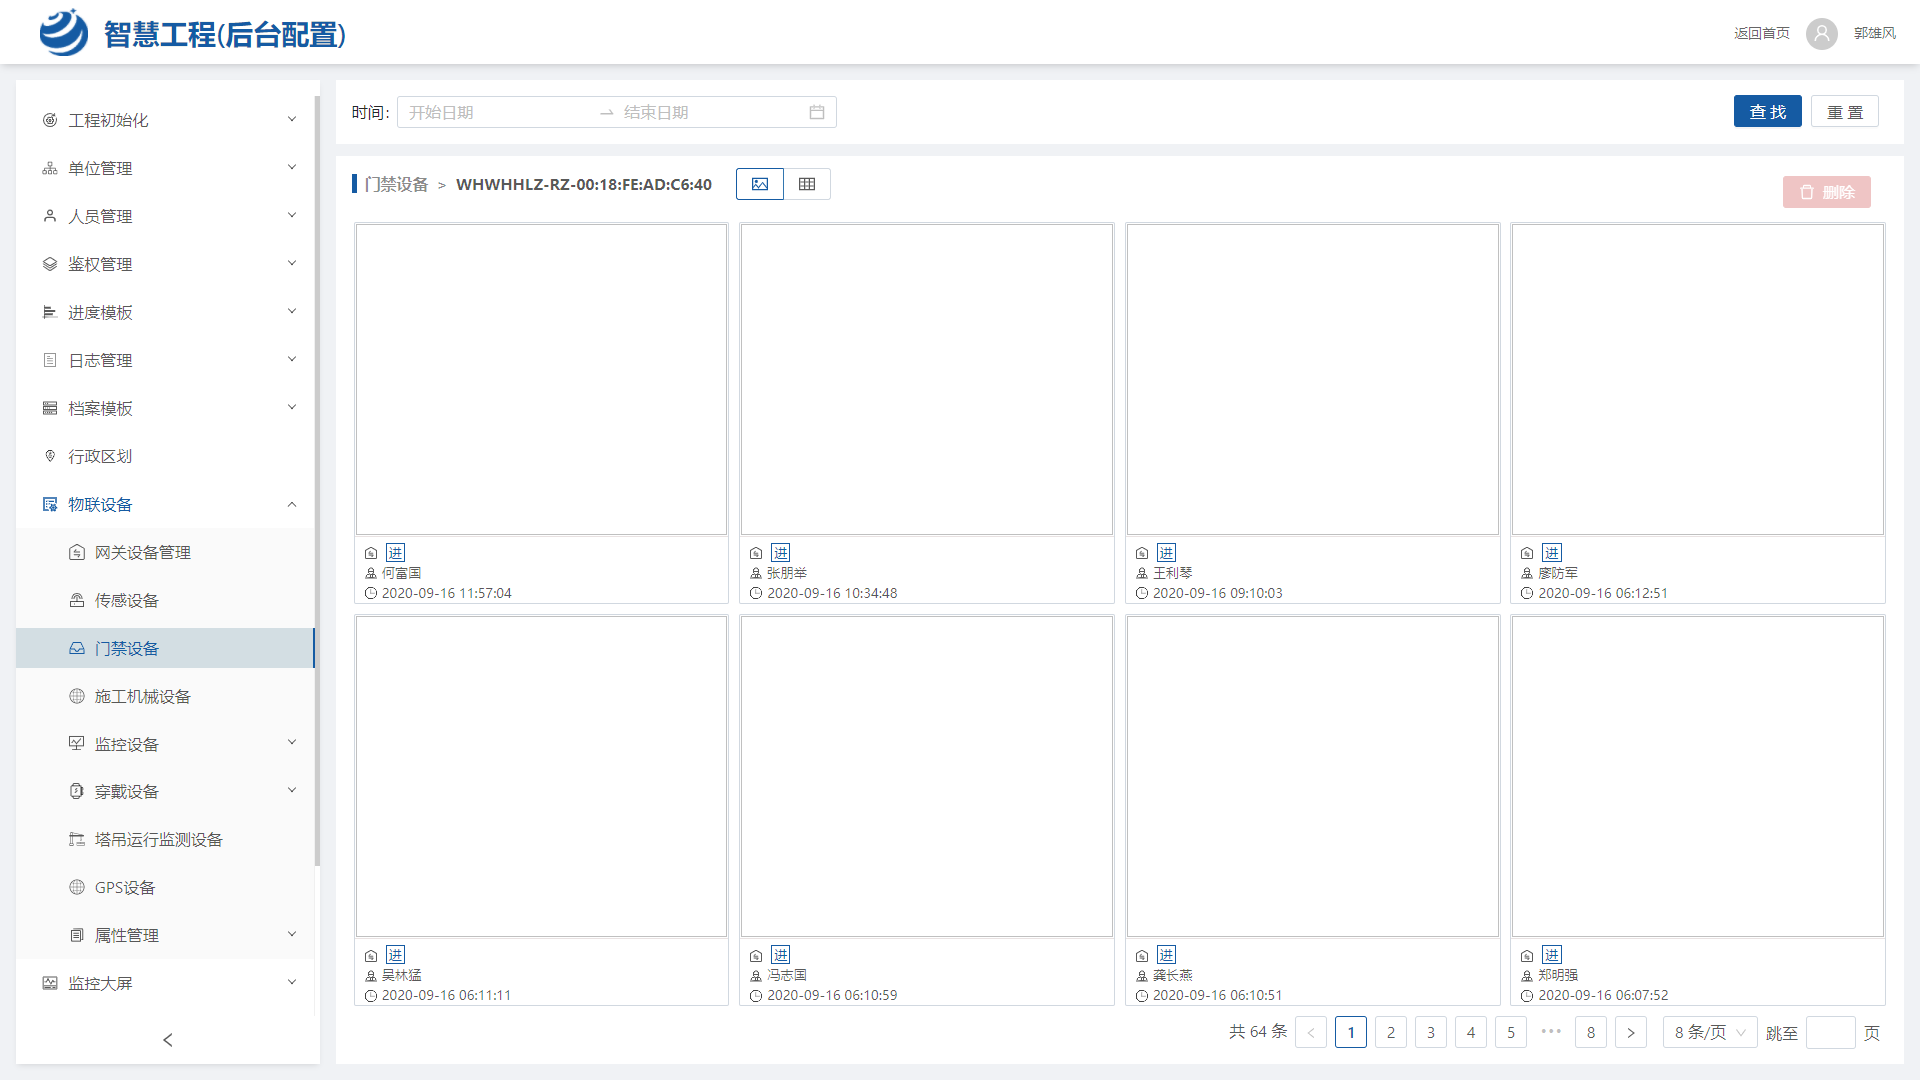 智慧工程(后台配置)
返回首页
郭雄风
工程初始化
单位管理
人员管理
鉴权管理
进度模板
日志管理
档案模板
行政区划
物联设备
网关设备管理
传感设备
门禁设备
施工机械设备
监控设备
穿戴设备
塔吊运行监测设备
GPS设备
属性管理
监控大屏
时间: 开始日期 结束日期
查 找 重 置
门禁设备 > WHWHHLZ-RZ-00:18:FE:AD:C6:40
删除
进
何富国
2020-09-16 11:57:04
进
张朋举
2020-09-16 10:34:48
进
王利琴
2020-09-16 09:10:03
进
廖防军
2020-09-16 06:12:51
进
吴林猛
2020-09-16 06:11:11
进
冯志国
2020-09-16 06:10:59
进
龚长燕
2020-09-16 06:10:51
进
郑明强
2020-09-16 06:07:52
共 64 条 < 1 2 3 4 5 ••• 8 > 8 条/页 跳至 页